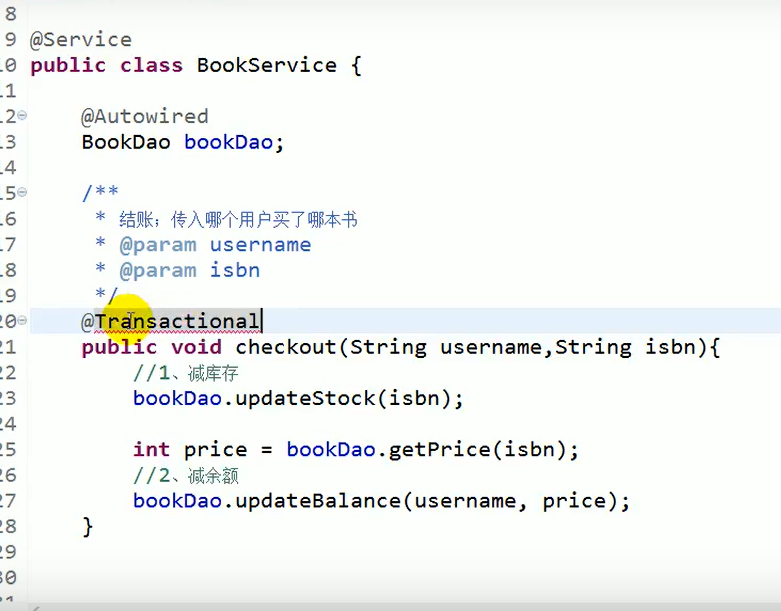 8
9 @Service
10 public class BookService {
11
12 @Autowired
13 BookDao bookDao;
14
15 /**
16 * 结账；传入哪个用户买了哪本书
17 * @param username
18 * @param isbn
19 */
20 @Transactional
21 public void checkout(String username,String isbn){
22 //1、减库存
23 bookDao.updateStock(isbn);
24
25 int price = bookDao.getPrice(isbn);
26 //2、减余额
27 bookDao.updateBalance(username, price);
28 }
29
30
31